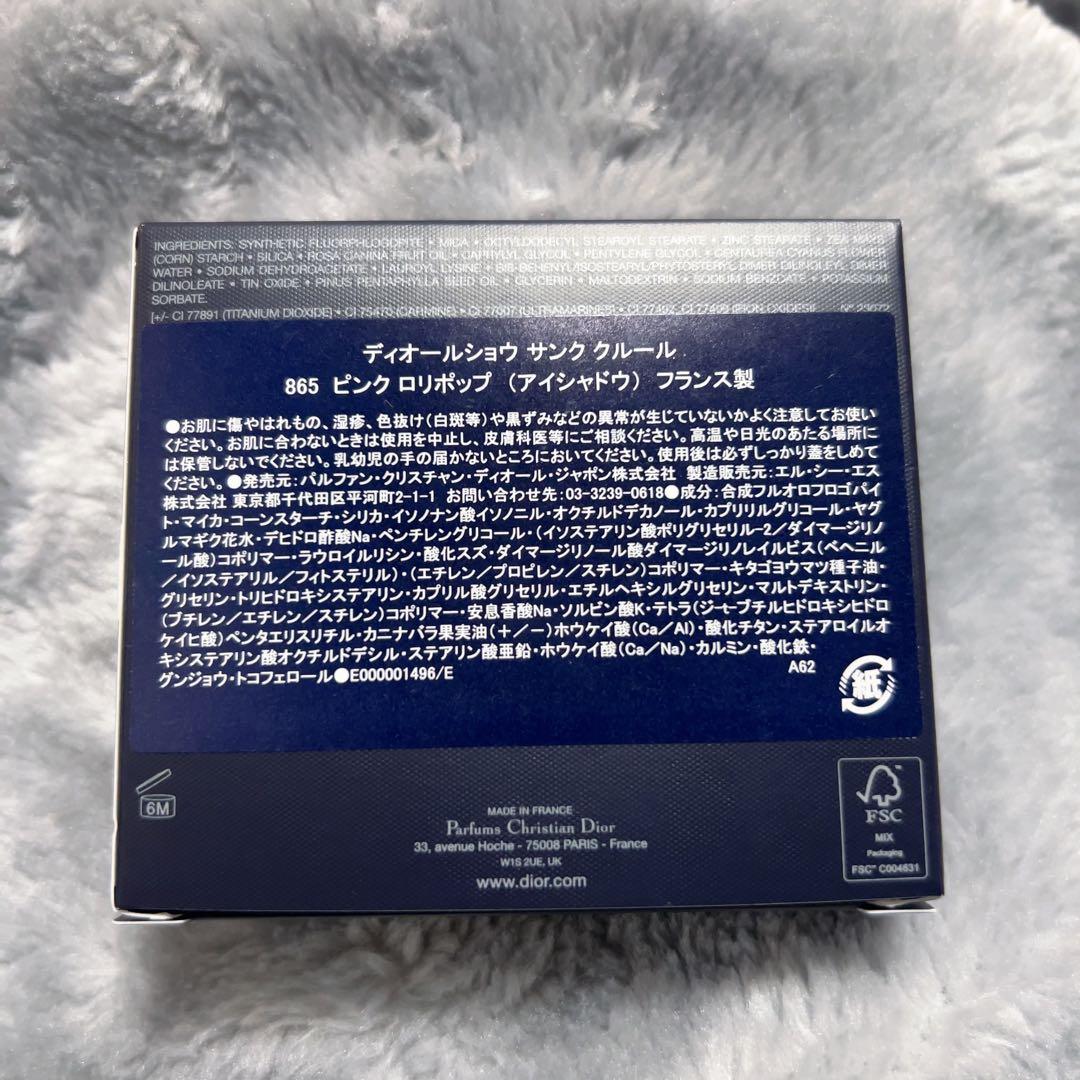 INGREDIENTS: SYNTHETIC FLUORPHLOGOPITE • MICA • OCTYLDODECYL STEAROYL STEARATE • ZINC STEARATE • ZEA MAYS
(CORN) STARCH • SILICA • ROSA CANINA FRUIT OIL • CAPRYLYL GLYCOL • PENTYLENE GLYCOL • CENTAUREA CYANUS FLOWER
WATER • SODIUM DEHYDROACETATE • LAUROYL LYSINE • BIS-BEHENYL/ISOSTEARYL/PHYTOSTERYL DIMER DILINOLEYL DIMER
DILINOLEATE • TIN OXIDE • PINUS PENTAPHYLLA SEED OIL • GLYCERIN • MALTODEXTRIN • SODIUM BENZOATE • POTASSIUM
SORBATE.
[+/- CI 77891 (TITANIUM DIOXIDE) • CI 75470 (CARMINE) • CI 77007 (ULTRAMARINES) • CI 77492, CI 77499 (IRON OXIDES)] N° 23072
ディオールショウ サンク クルール
865 ピンク ロリポップ （アイシャドウ） フランス製
●お肌に傷やはれもの、湿疹、色抜け（白斑等）や黒ずみなどの異常が生じていないかよく注意してお使い
ください。お肌に合わないときは使用を中止し、皮膚科医等にご相談ください。高温や日光のあたる場所に
は保管しないでください。乳幼児の手の届かないところにおいてください。使用後は必ずしっかり蓋をしめて
ください。●発売元：パルファン・クリスチャン・ディオール・ジャポン株式会社 製造販売元：エル・シー・エス
株式会社 東京都千代田区平河町2-1-1 お問い合わせ先：03-3239-0618●成分：合成フルオロフロゴパイ
ト・マイカ・コーンスターチ・シリカ・イソノナン酸イソノニル・オクチルドデカノール・カプリリルグリコール・ヤグ
ルマギク花水・デヒドロ酢酸Na・ペンチレングリコール・（イソステアリン酸ポリグリセリル-2／ダイマージリノ
ール酸）コポリマー・ラウロイルリシン・酸化スズ・ダイマージリノール酸ダイマージリノレイルビス（ベヘニル
／イソステアリル／フィトステリル）・（エチレン／プロピレン／スチレン）コポリマー・キタゴヨウマツ種子油・
グリセリン・トリヒドロキシステアリン・カプリル酸グリセリル・エチルヘキシルグリセリン・マルトデキストリン・
（ブチレン／エチレン／スチレン）コポリマー・安息香酸Na・ソルビン酸K・テトラ（ジ-t-ブチルヒドロキシヒドロ
ケイヒ酸）ペンタエリスリチル・カニナバラ果実油（＋／－）ホウケイ酸（Ca／Al）・酸化チタン・ステアロイルオ
キシステアリン酸オクチルドデシル・ステアリン酸亜鉛・ホウケイ酸（Ca／Na）・カルミン・酸化鉄・
グンジョウ・トコフェロール●E000001496/E A62
紙
6M
MADE IN FRANCE
Parfums Christian Dior
33, avenue Hoche - 75008 PARIS - France
W1S 2UE, UK
www.dior.com
FSC
MIX
Packaging
FSC™ C004631